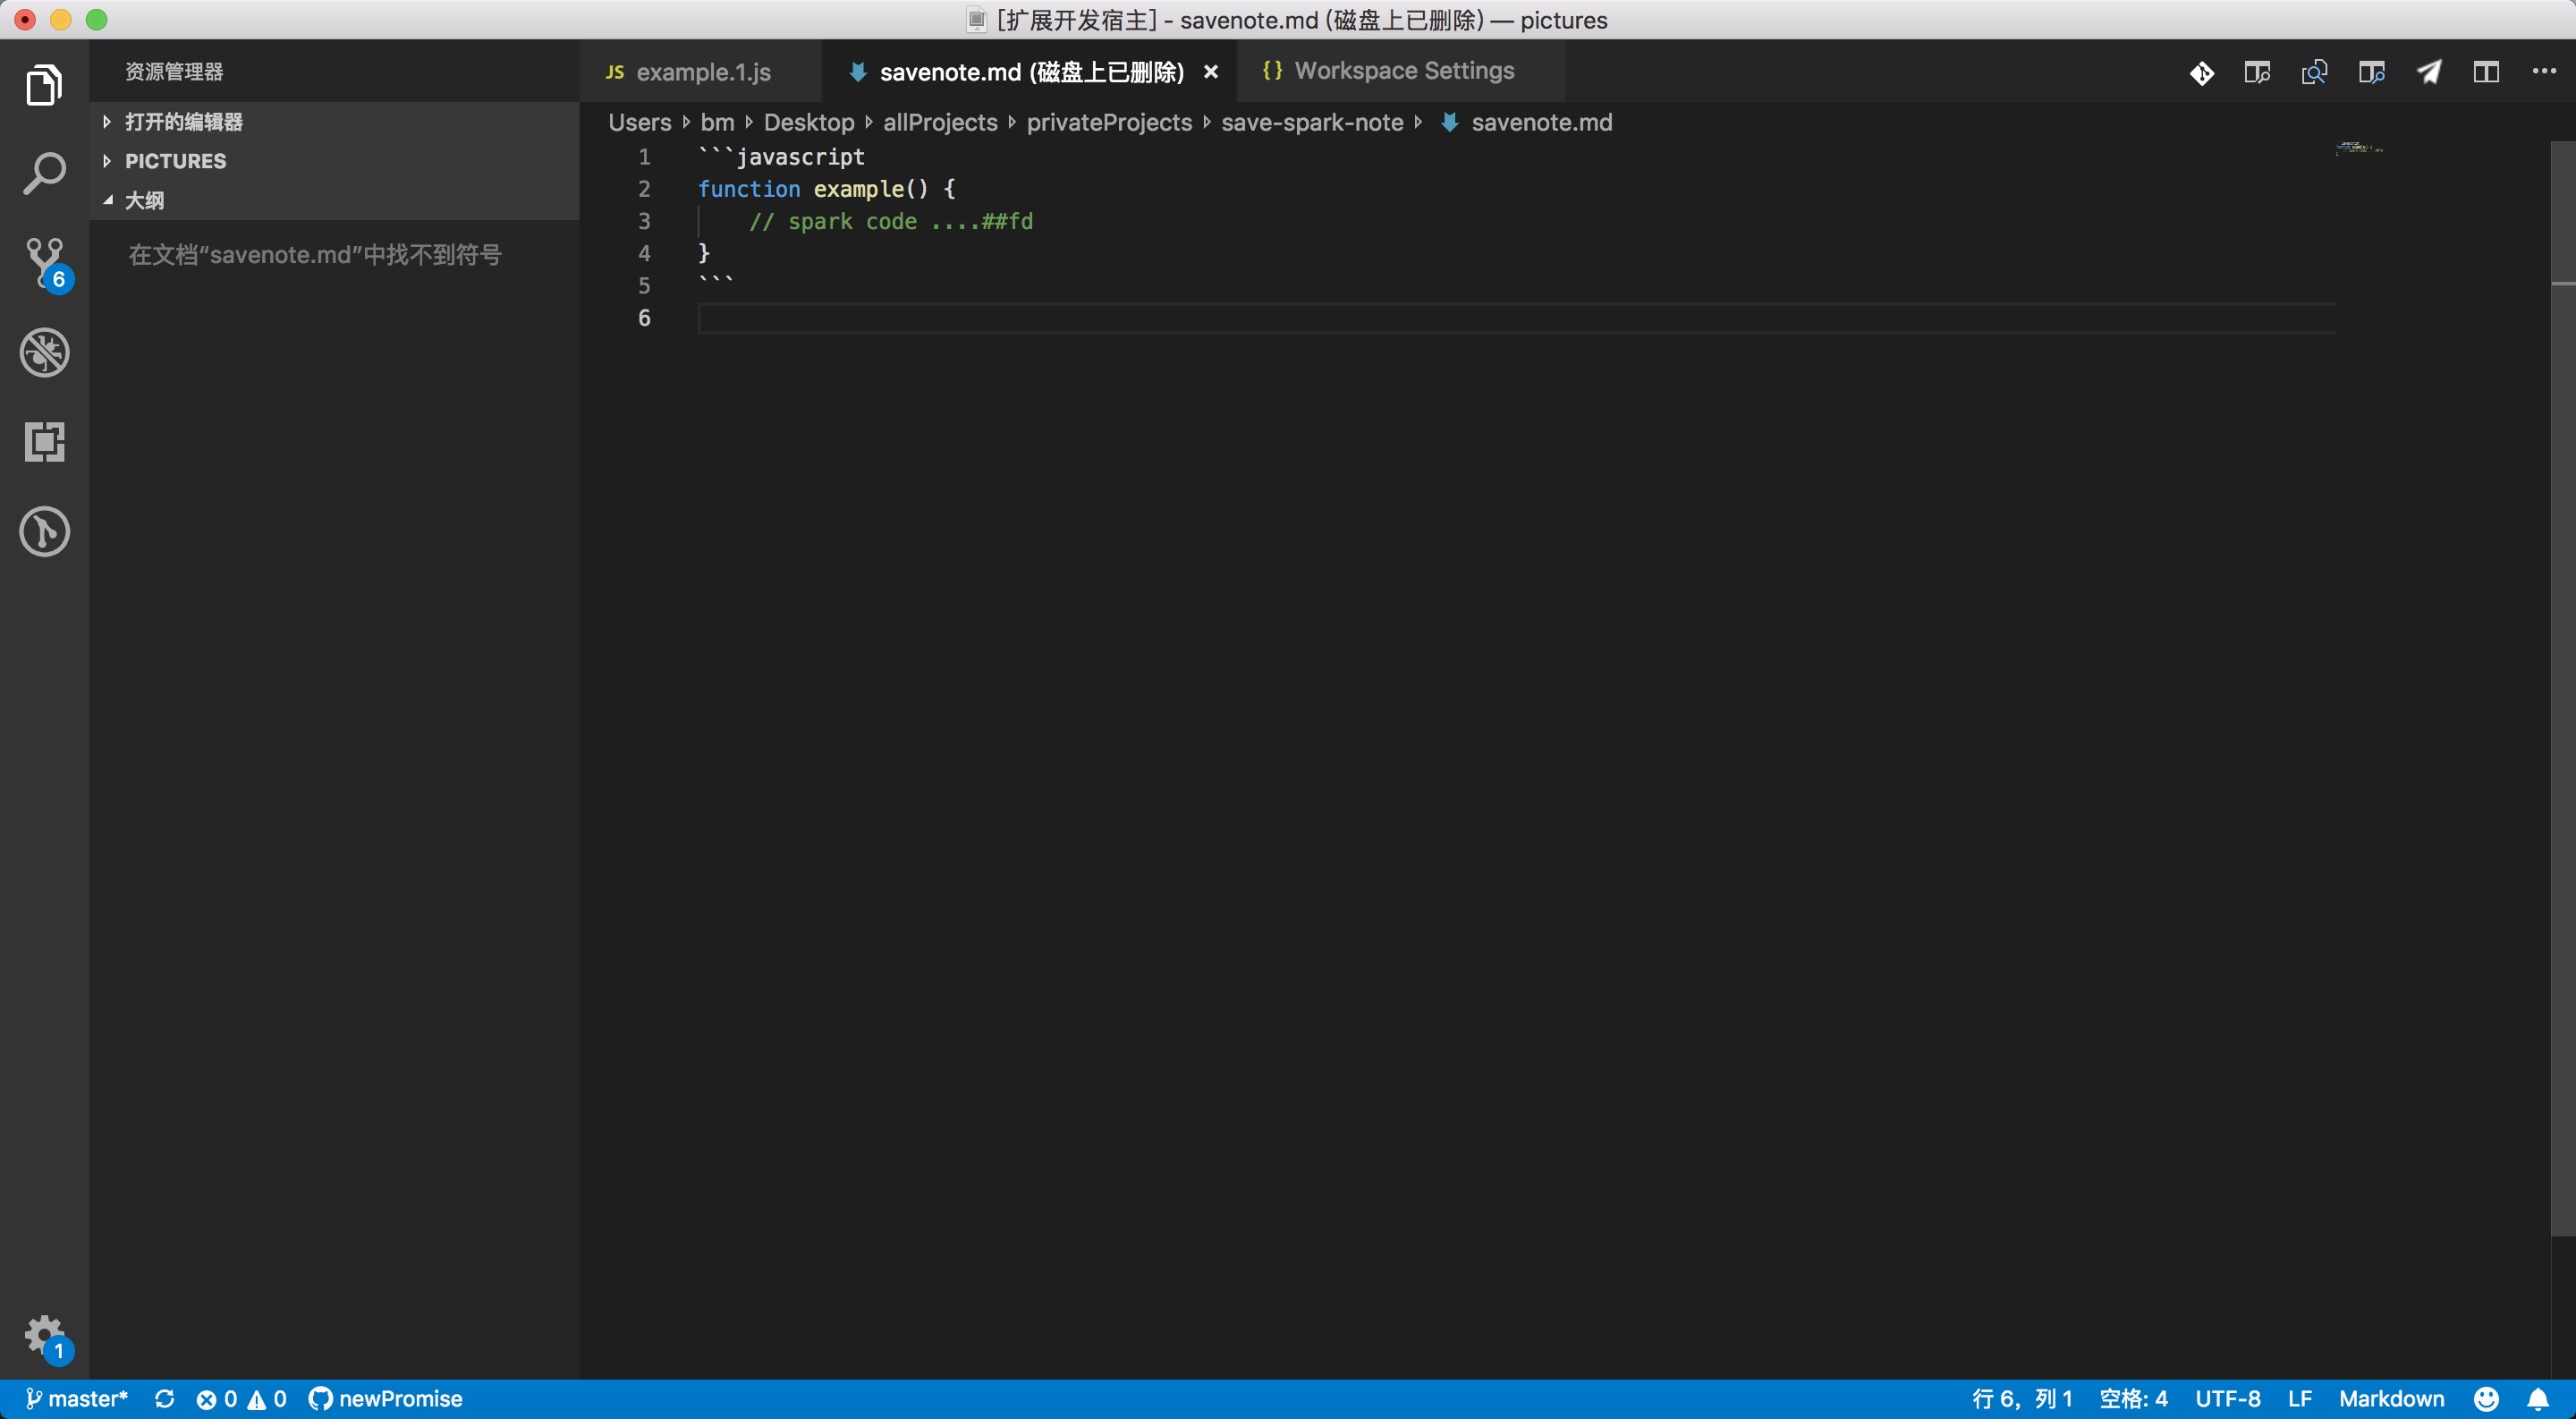 [扩展开发宿主] - savenote.md (磁盘上已删除) — pictures
资源管理器
JS example.1.js
savenote.md (磁盘上已删除) ×
{} Workspace Settings
打开的编辑器
PICTURES
大纲
在文档“savenote.md”中找不到符号
Users bm Desktop allProjects privateProjects save-spark-note savenote.md
1 ```javascript
2 function example() {
3 // spark code ....##fd
4 }
5 ```
6
6
1
master* 0 0 newPromise
行 6，列 1 空格: 4 UTF-8 LF Markdown